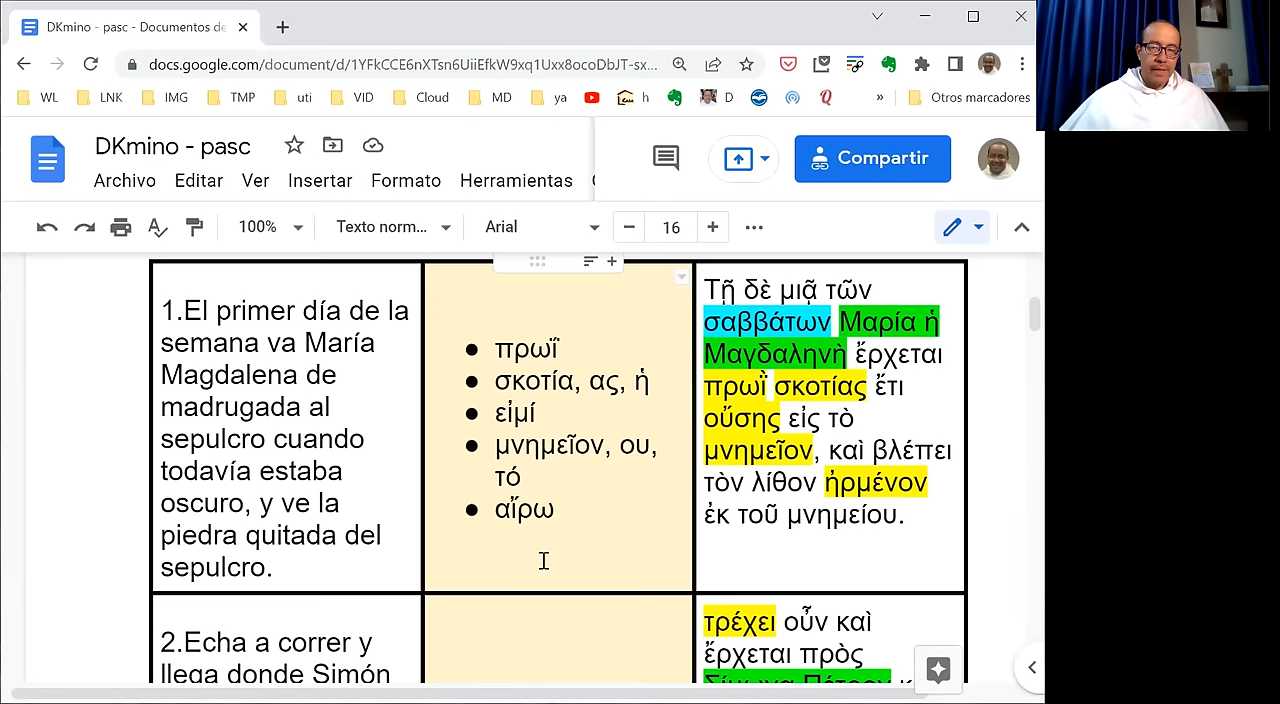 DKmino - pasc - Documentos de
docs.google.com/document/d/1YFkCCE6nXTsnsUiiEfkW9xq1Uxx8ocoDbJT-sx...
WL LNK IMG TMP uti VID Cloud MD ya h D » Otros marcadores
DKmino - pasc
Compartir
Archivo Editar Ver Insertar Formato Herramientas
100% Texto norm... Arial 16
1.El primer día de la
semana va María
Magdalena de
madrugada al
sepulcro cuando
todavía estaba
oscuro, y ve la
piedra quitada del
sepulcro.
● πρωΐ
● σκοτία, ας, ἡ
● εἰμί
● μνημεῖον, ου,
τό
● αἴρω
Τῇ δὲ μιᾷ τῶν
σαββάτων Μαρία ἡ
Μαγδαληνὴ ἔρχεται
πρωῒ σκοτίας ἔτι
οὔσης εἰς τὸ
μνημεῖον, καὶ βλέπει
τὸν λίθον ἠρμένον
ἐκ τοῦ μνημείου.
2.Echa a correr y
llega donde Simón
τρέχει οὖν καὶ
ἔρχεται πρὸς
Σίμωνα Πέτρον